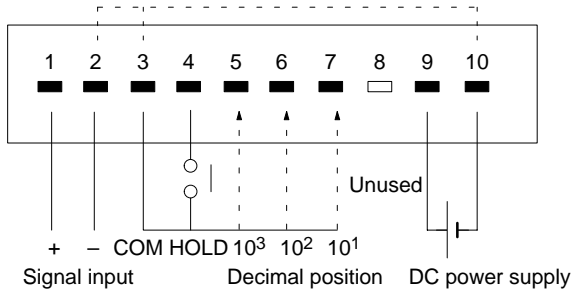 1 2 3 4 5 6 7 8 9 10
Unused
+ – COM HOLD 10³ 10² 10¹
Signal input Decimal position DC power supply